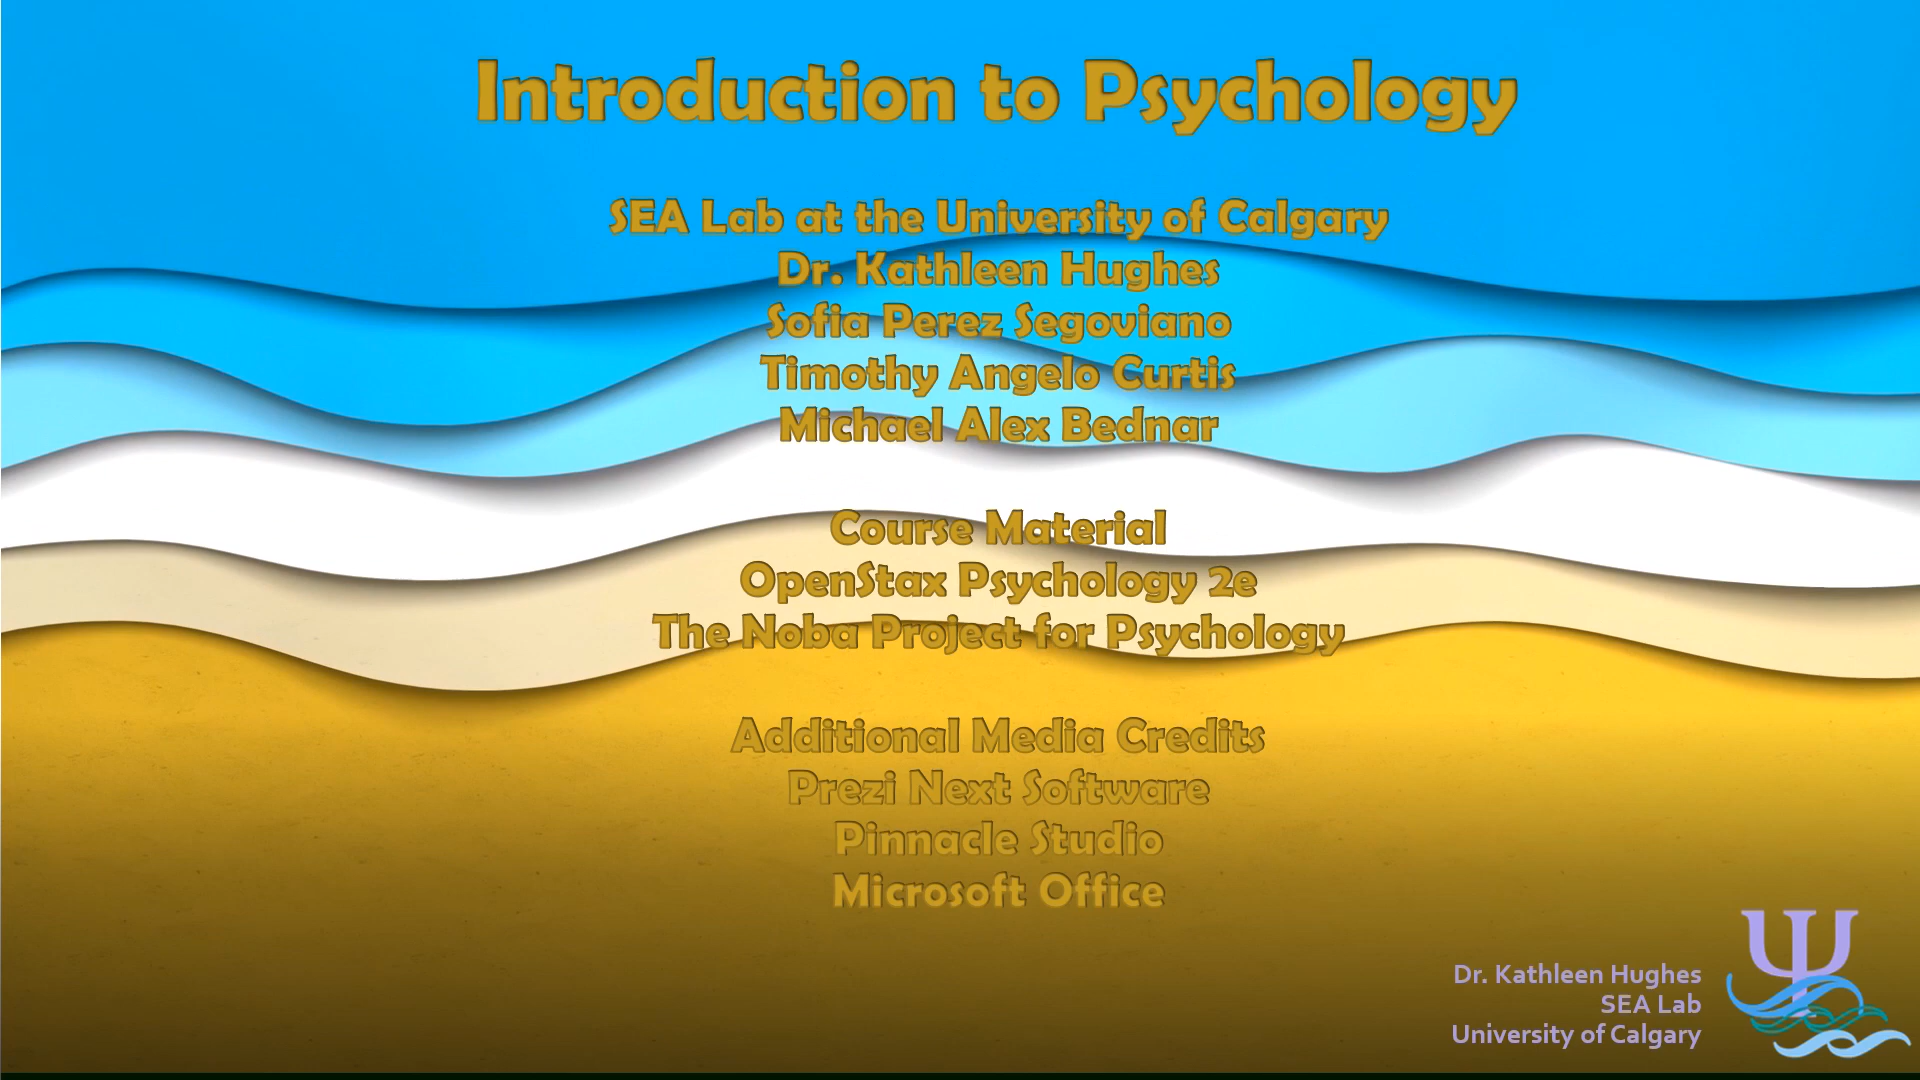 Introduction to Psychology
SEA Lab at the University of Calgary
Dr. Kathleen Hughes
Sofia Perez Segoviano
Timothy Angelo Curtis
Michael Alex Bednar
Course Material
OpenStax Psychology 2e
The Noba Project for Psychology
Additional Media Credits
Prezi Next Software
Pinnacle Studio
Microsoft Office
Dr. Kathleen Hughes
SEA Lab
University of Calgary
Ψ